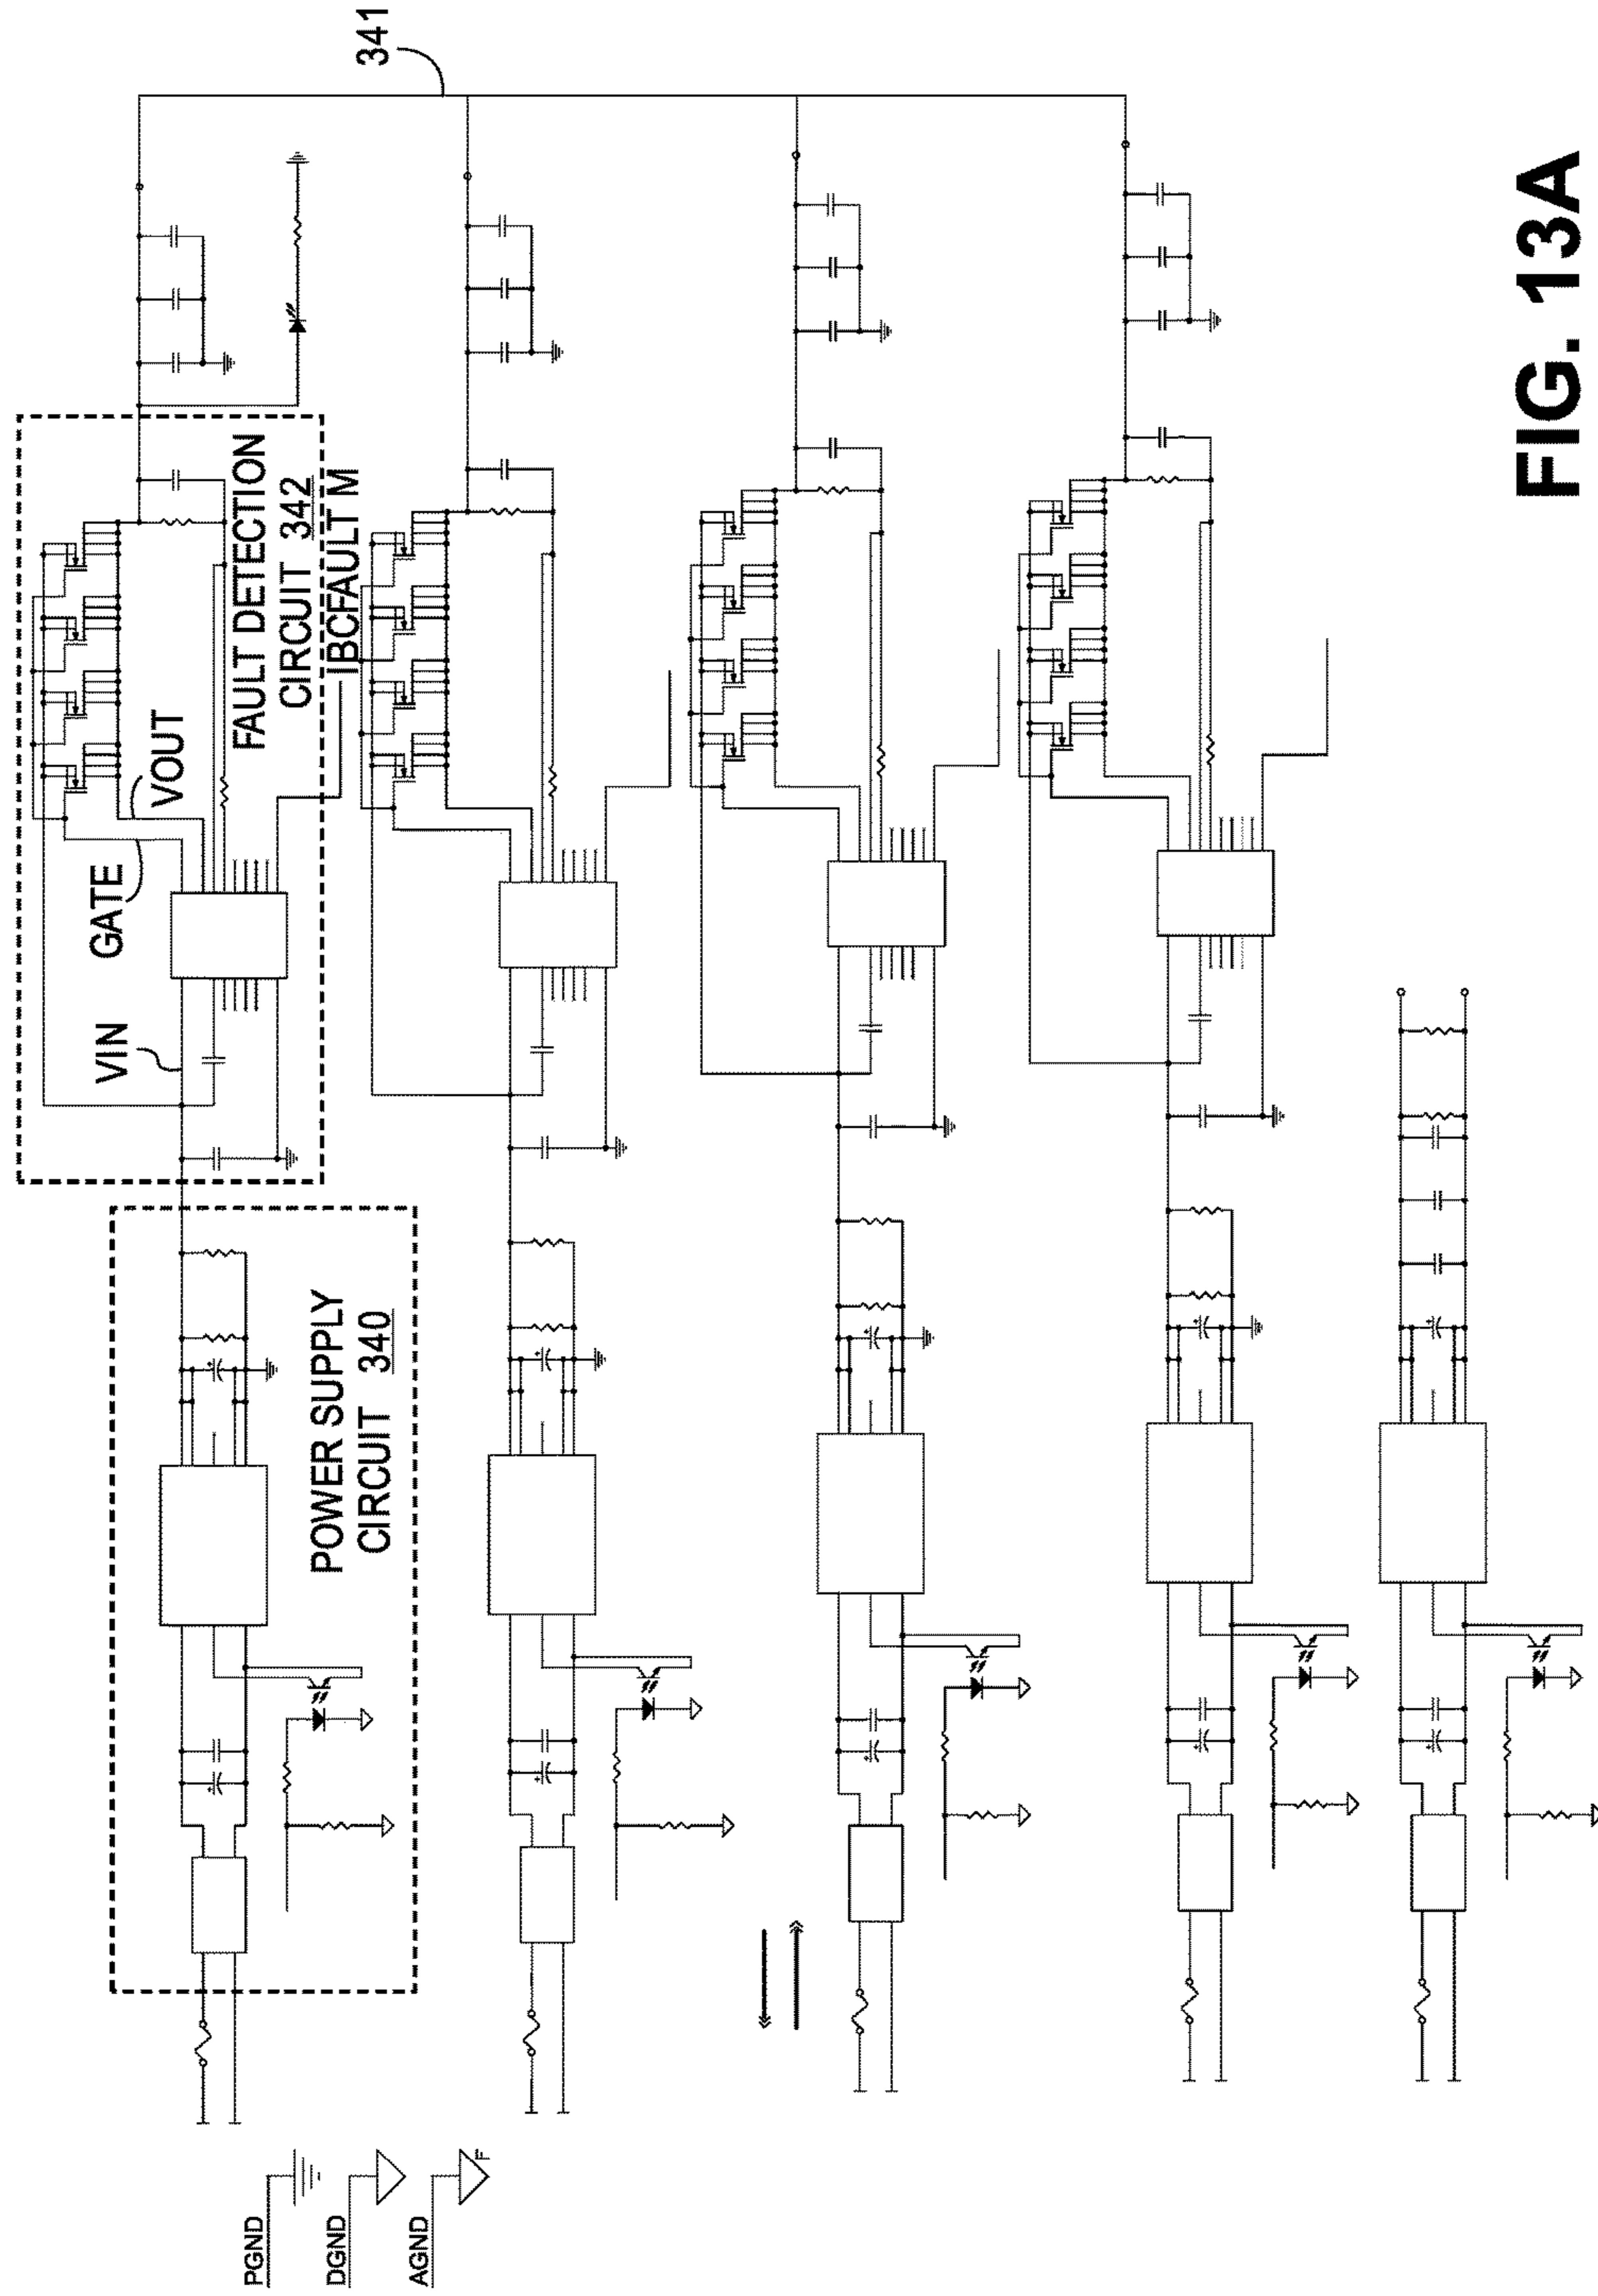 341
FAULT DETECTION
CIRCUIT 342
IBCFAULT M
VOUT
GATE
VIN
POWER SUPPLY
CIRCUIT 340
PGND
DGND
AGND
F
FIG. 13A